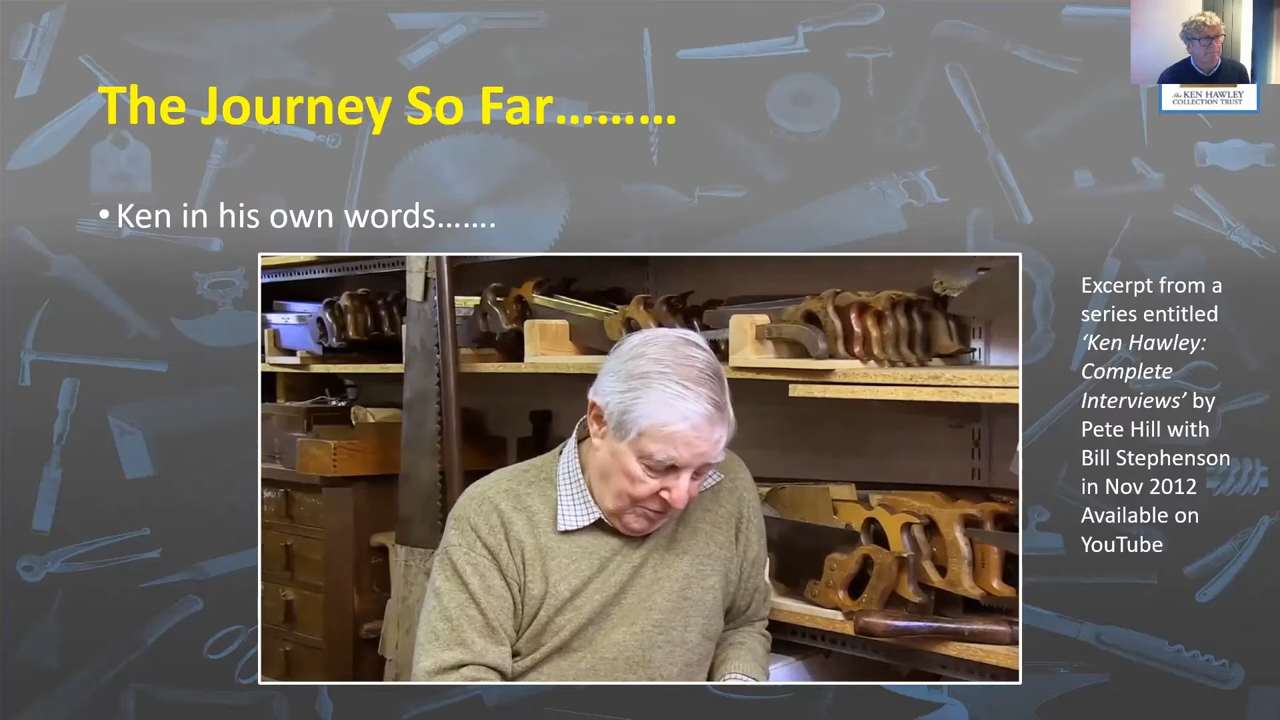 The Journey So Far.........
• Ken in his own words.......
Excerpt from a
series entitled
‘Ken Hawley:
Complete
Interviews’ by
Pete Hill with
Bill Stephenson
in Nov 2012
Available on
YouTube
The KEN HAWLEY
COLLECTION TRUST